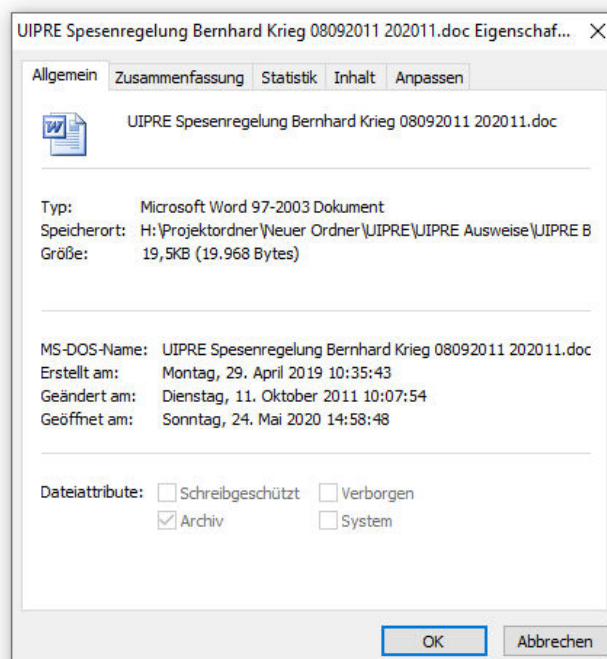 UIPRE Spesenregelung Bernhard Krieg 08092011 202011.doc Eigenschaf...
Allgemein Zusammenfassung Statistik Inhalt Anpassen
UIPRE Spesenregelung Bernhard Krieg 08092011 202011.doc
Typ: Microsoft Word 97-2003 Dokument
Speicherort: H:\Projektordner\Neuer Ordner\UIPRE\UIPRE Ausweise\UIPRE B
Größe: 19,5KB (19.968 Bytes)
MS-DOS-Name: UIPRE Spesenregelung Bernhard Krieg 08092011 202011.doc
Erstellt am: Montag, 29. April 2019 10:35:43
Geändert am: Dienstag, 11. Oktober 2011 10:07:54
Geöffnet am: Sonntag, 24. Mai 2020 14:58:48
Dateiattribute: Schreibgeschützt Verborgen
Archiv System
OK Abbrechen